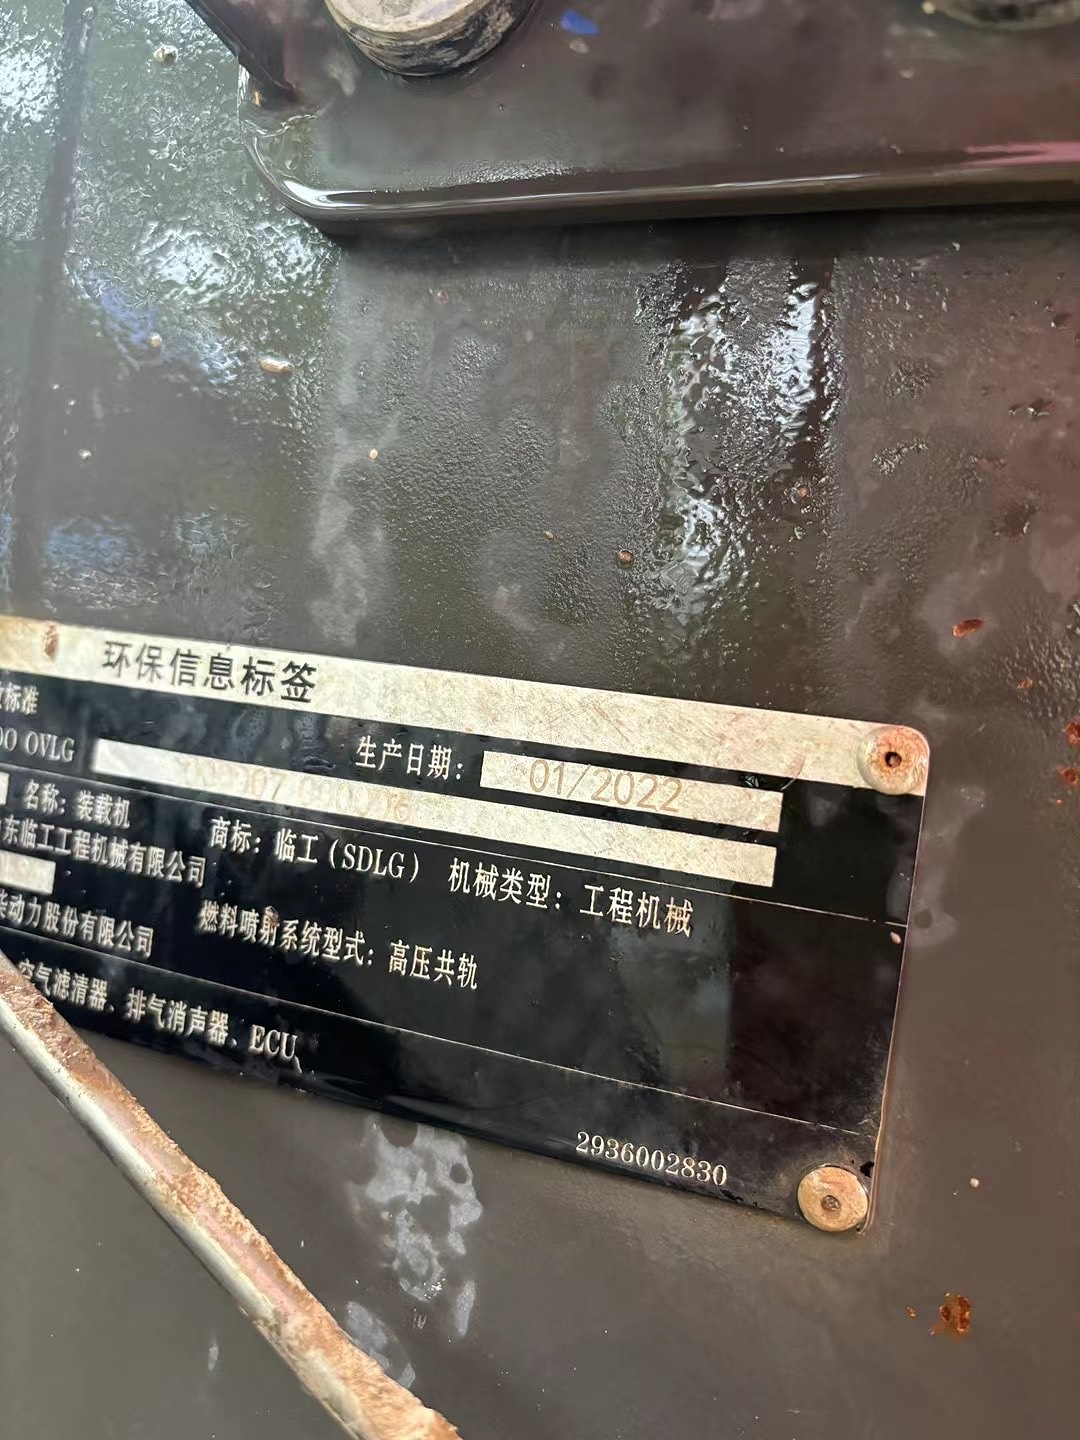 环保信息标签
标准
生产日期: 01/2022
OVLG
名称: 装载机
商标: 临工(SDLG) 机械类型: 工程机械
东临工工程机械有限公司
动力股份有限公司
燃料喷射系统型式: 高压共轨
空气滤清器、排气消声器、ECU
2936002830